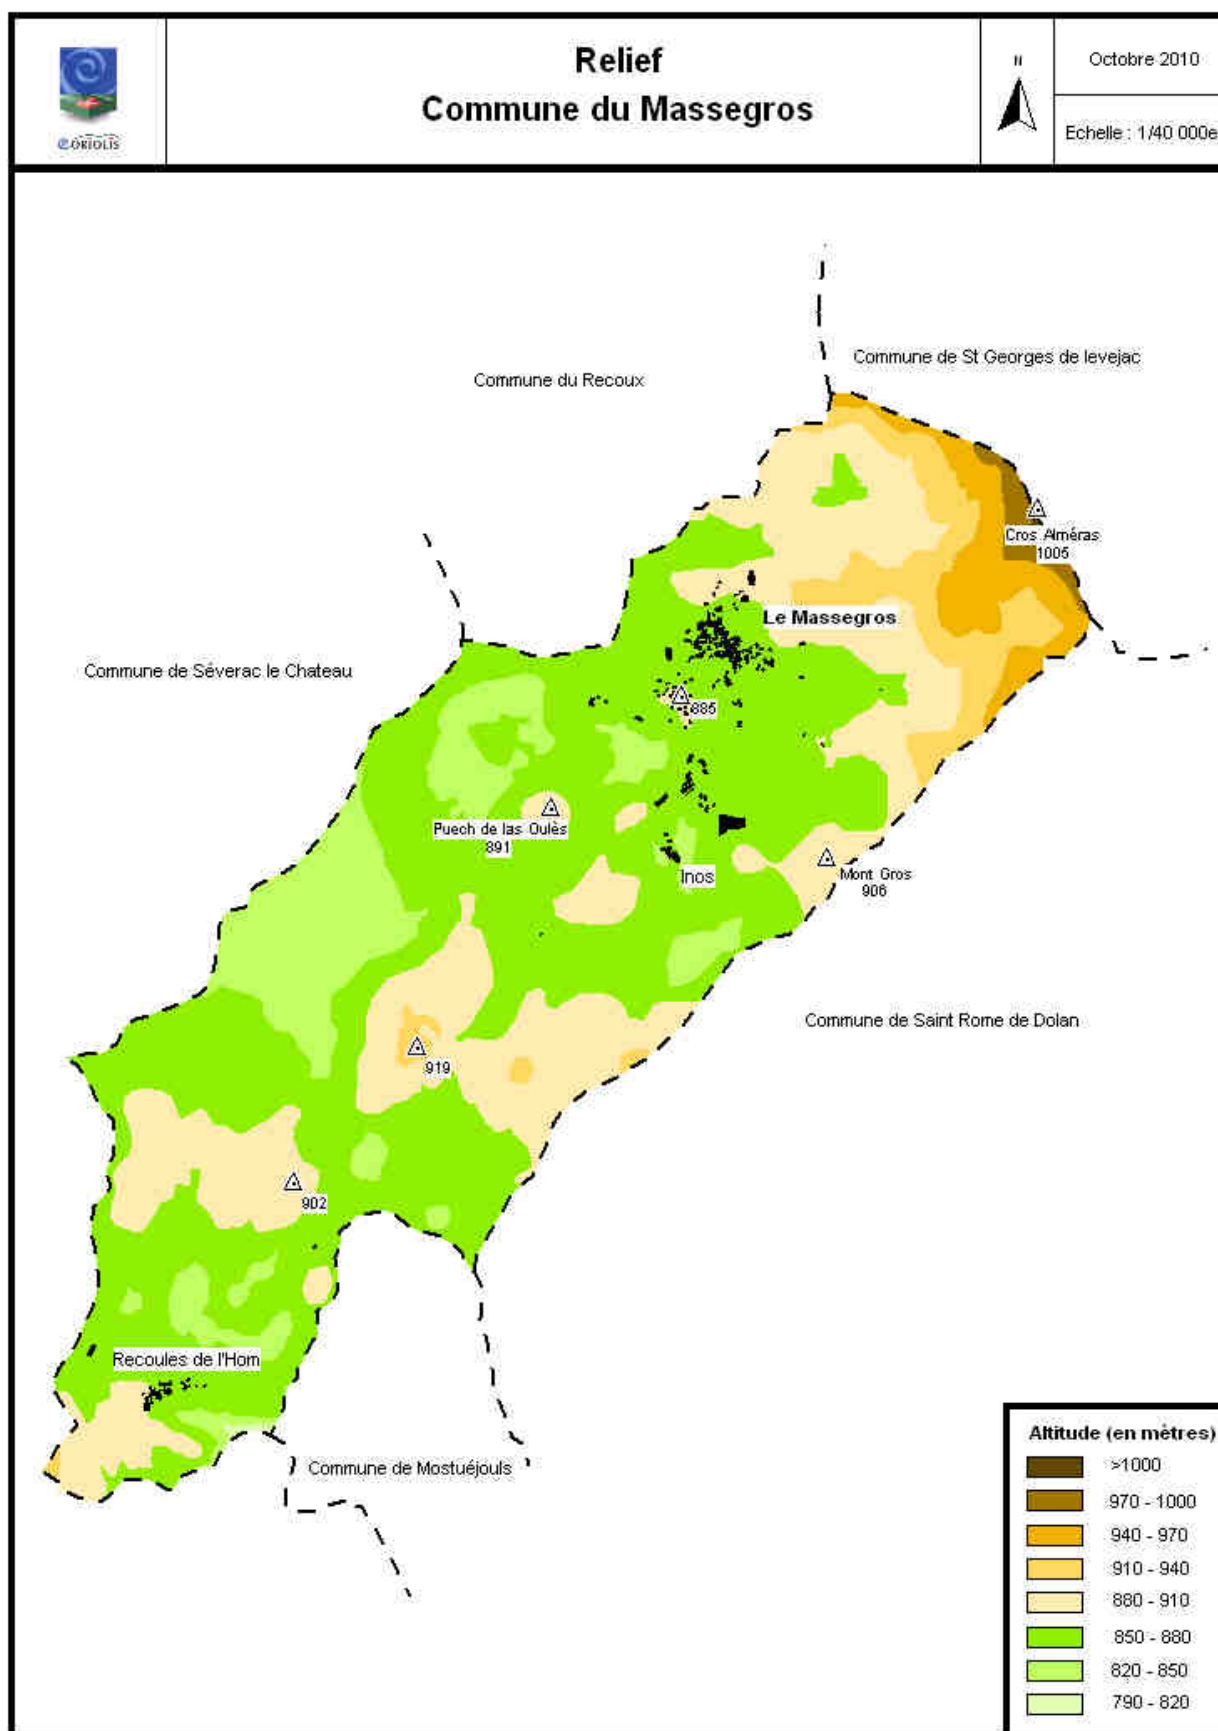 CORIOLIS
Relief
Commune du Massegros
N
Octobre 2010
Echelle : 1/40 000e
Commune de St Georges de levejac
Commune du Recoux
Cros Alméras
1005
Le Massegros
Commune de Séverac le Chateau
885
Puech de las Oulès
891
Inos
Mont Gros
906
Commune de Saint Rome de Dolan
919
902
Recoules de l'Hom
Commune de Mostuéjouls
Altitude (en mètres)
>1000
970 - 1000
940 - 970
910 - 940
880 - 910
850 - 880
820 - 850
790 - 820